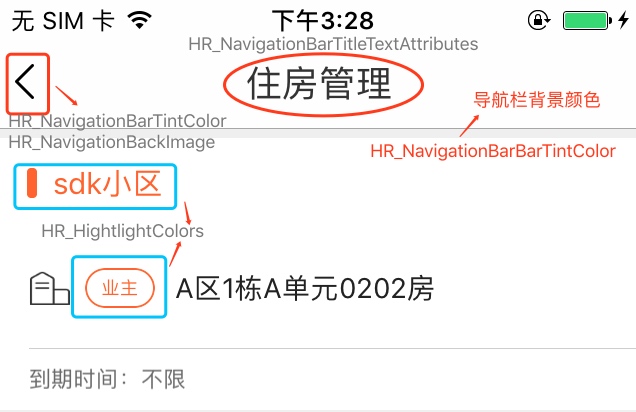 无 SIM 卡 下午3:28
HR_NavigationBarTitleTextAttributes
住房管理
导航栏背景颜色
HR_NavigationBarTintColor
HR_NavigationBackImage
HR_NavigationBarBarTintColor
sdk小区
HR_HightlightColors
业主 A区1栋A单元0202房
到期时间：不限